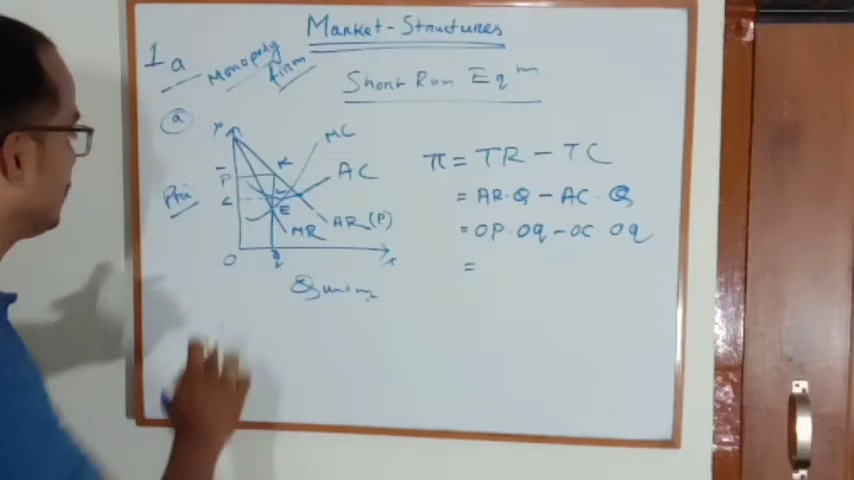 Market-Structures
1a Monopoly firm
Short Run Eqm
a
P
MC
K
P
AC
C
E
AR (P)
MR
O
q
x
π = TR - TC
= AR.Q - AC.Q
= OP.Oq - OC Oq
=